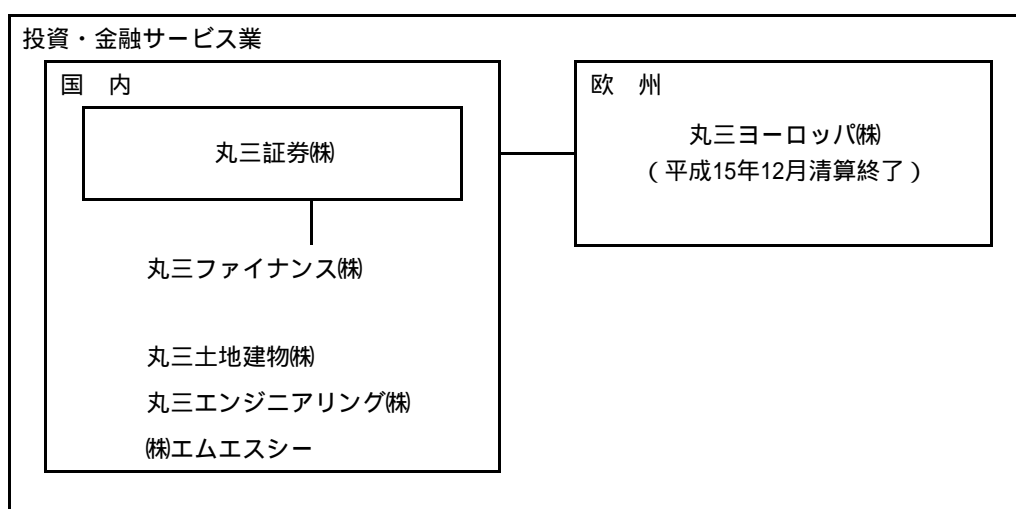 投資・金融サービス業
国　内
丸三証券㈱
丸三ファイナンス㈱
丸三土地建物㈱
丸三エンジニアリング㈱
㈱エムエスシー
欧　州
丸三ヨーロッパ㈱
（平成15年12月清算終了）